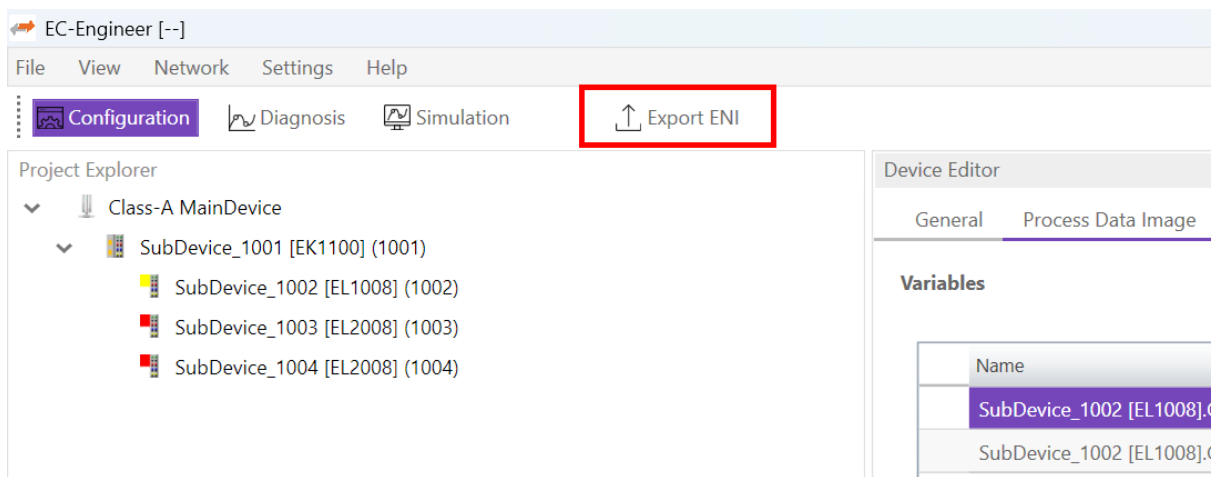 EC-Engineer [--]
File View Network Settings Help
Configuration Diagnosis Simulation Export ENI
Project Explorer
Class-A MainDevice
SubDevice_1001 [EK1100] (1001)
SubDevice_1002 [EL1008] (1002)
SubDevice_1003 [EL2008] (1003)
SubDevice_1004 [EL2008] (1004)
Device Editor
General Process Data Image
Variables
Name
SubDevice_1002 [EL1008].
SubDevice_1002 [EL1008].